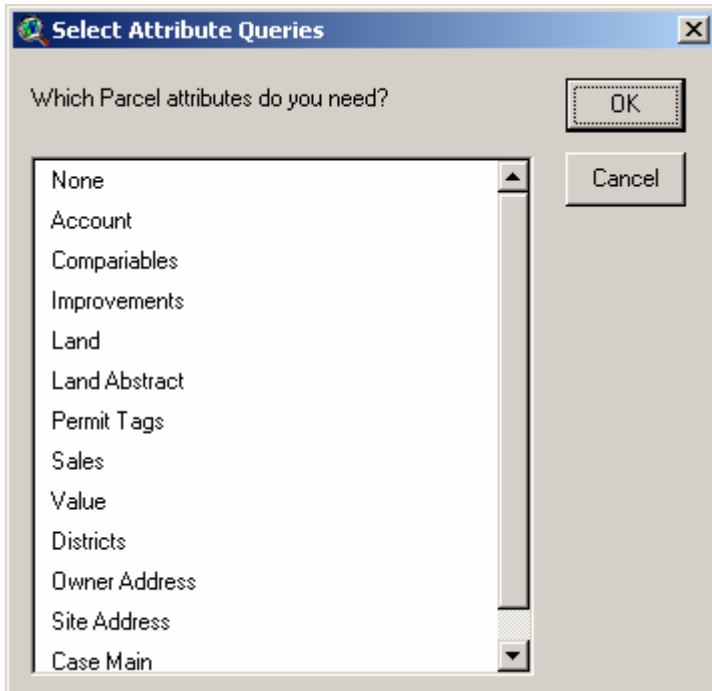 Select Attribute Queries
Which Parcel attributes do you need?
OK
Cancel
None
Account
Compariables
Improvements
Land
Land Abstract
Permit Tags
Sales
Value
Districts
Owner Address
Site Address
Case Main